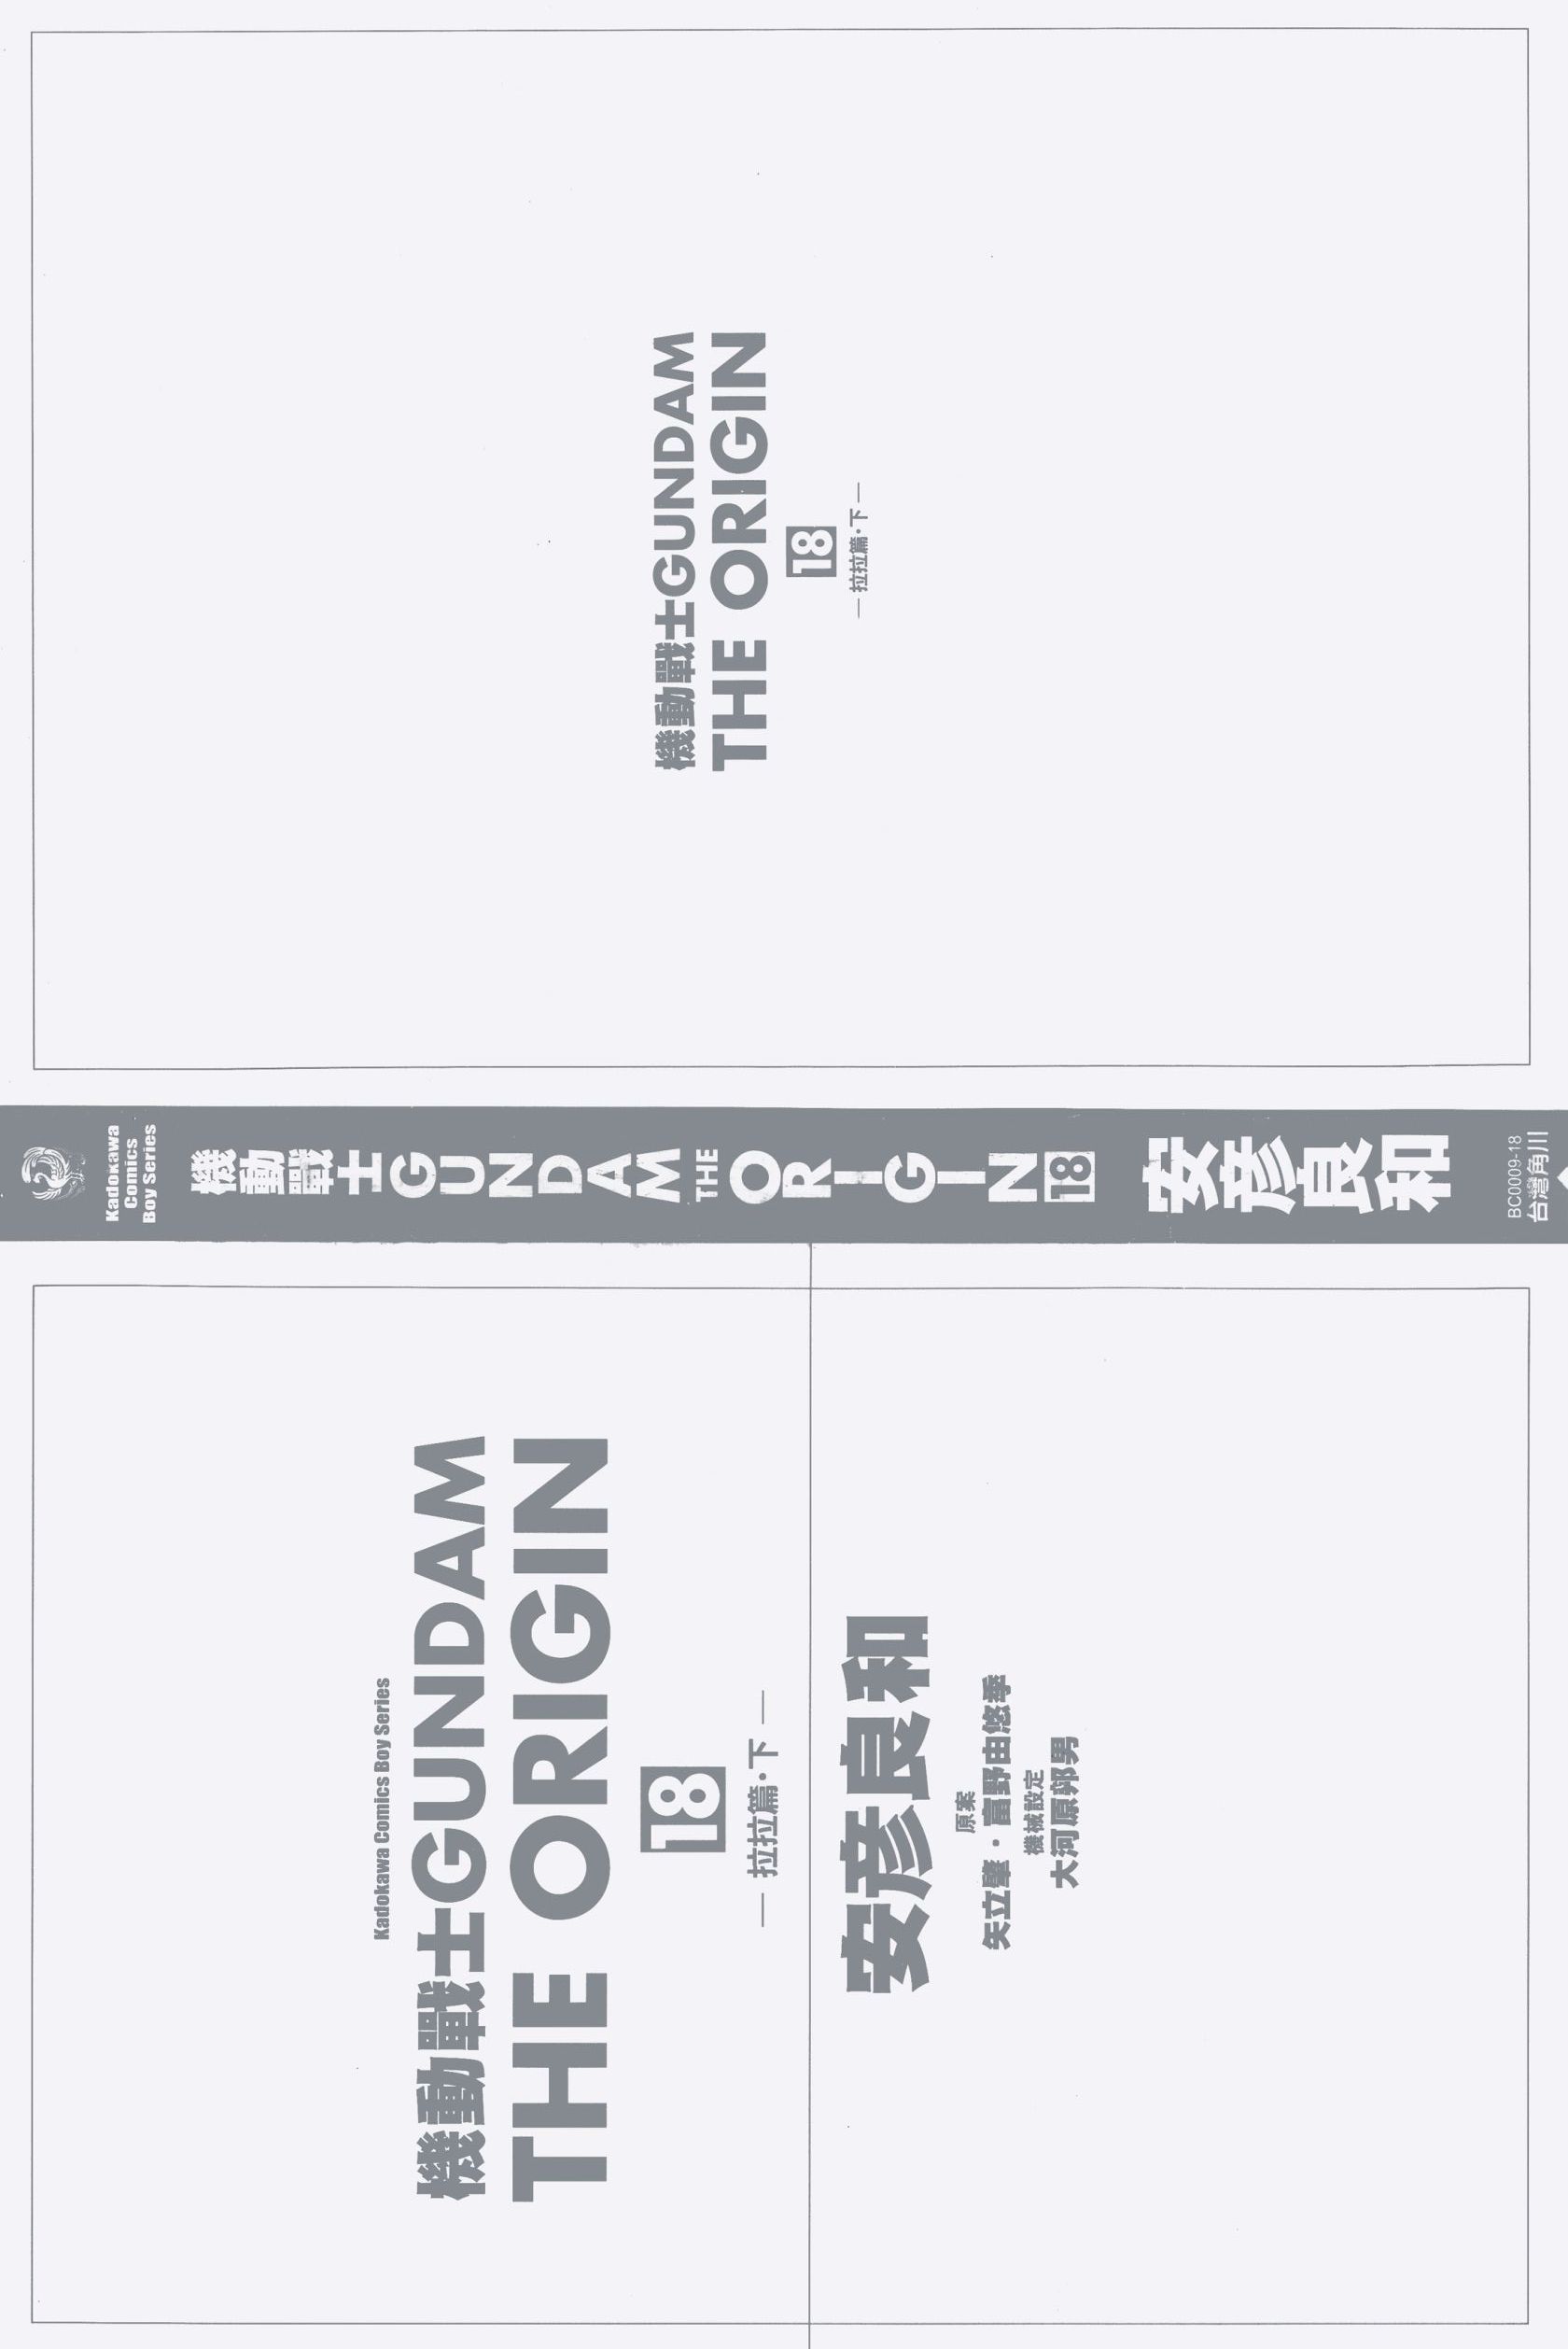 機動戰士GUNDAM
THE ORIGIN
18
— 拉拉篇·下 —
Kadokawa
Comics
Boy Series
機動戰士GUNDAM THE ORIGIN 18 安彦良和
BC0009-18
台灣角川
Kadokawa Comics Boy Series
機動戰士GUNDAM
THE ORIGIN
18
— 拉拉篇·下 —
安彦良和
原案
矢立肇・富野由悠季
機械設定
大河原邦男